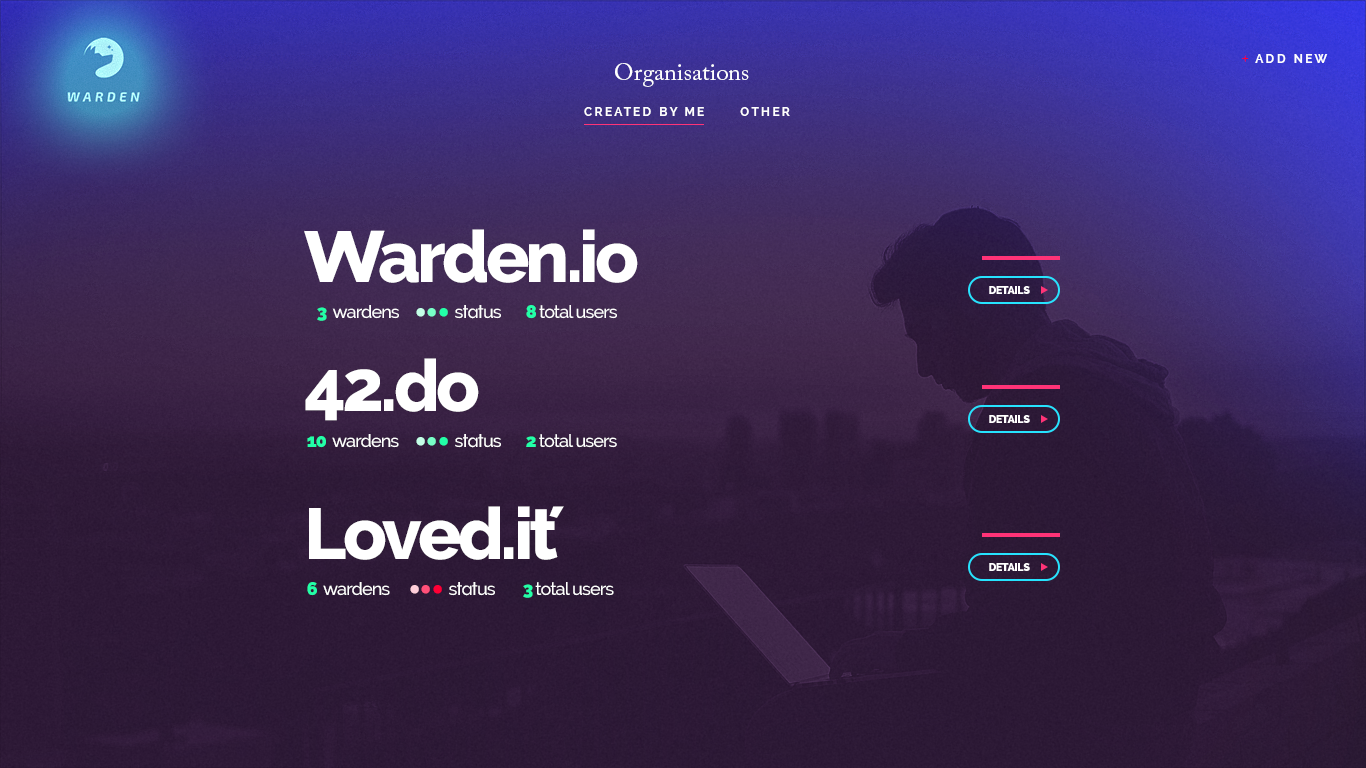 WARDEN
Organisations
ADD NEW
CREATED BY ME OTHER
Warden.io
3 wardens status 8 total users
DETAILS
42.do
10 wardens status 2 total users
DETAILS
Loved.iť
6 wardens status 3 total users
DETAILS